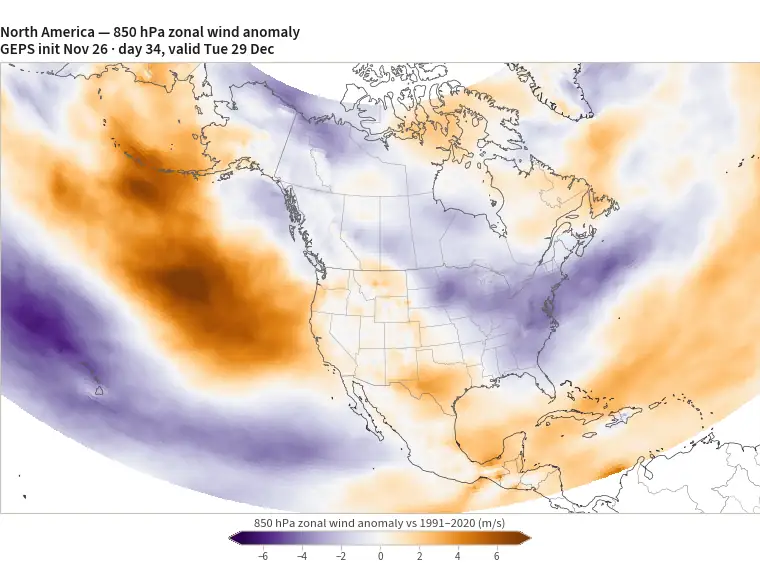 North America — 850 hPa zonal wind anomaly
GEPS init Nov 26 · day 34, valid Tue 29 Dec
850 hPa zonal wind anomaly vs 1991–2020 (m/s)
−6 −4 −2 0 2 4 6